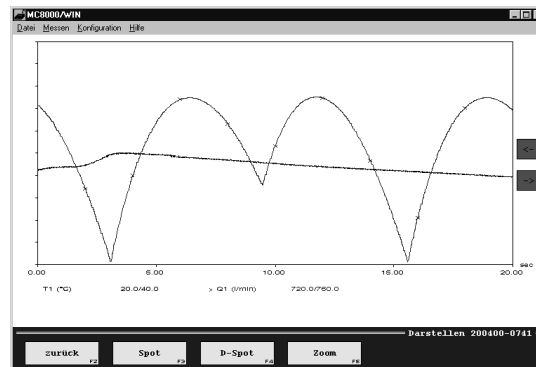 MC8000/WIN
Datei Messen Konfiguration Hilfe
<-
->
sec
0.00 5.00 10.00 15.00 20.00
T1 (°C) 20.0/40.0 > Q1 (l/min) 720.0/760.0
Darstellen 200400-0741
zurück F2 Spot F3 D-Spot F4 Zoom F5